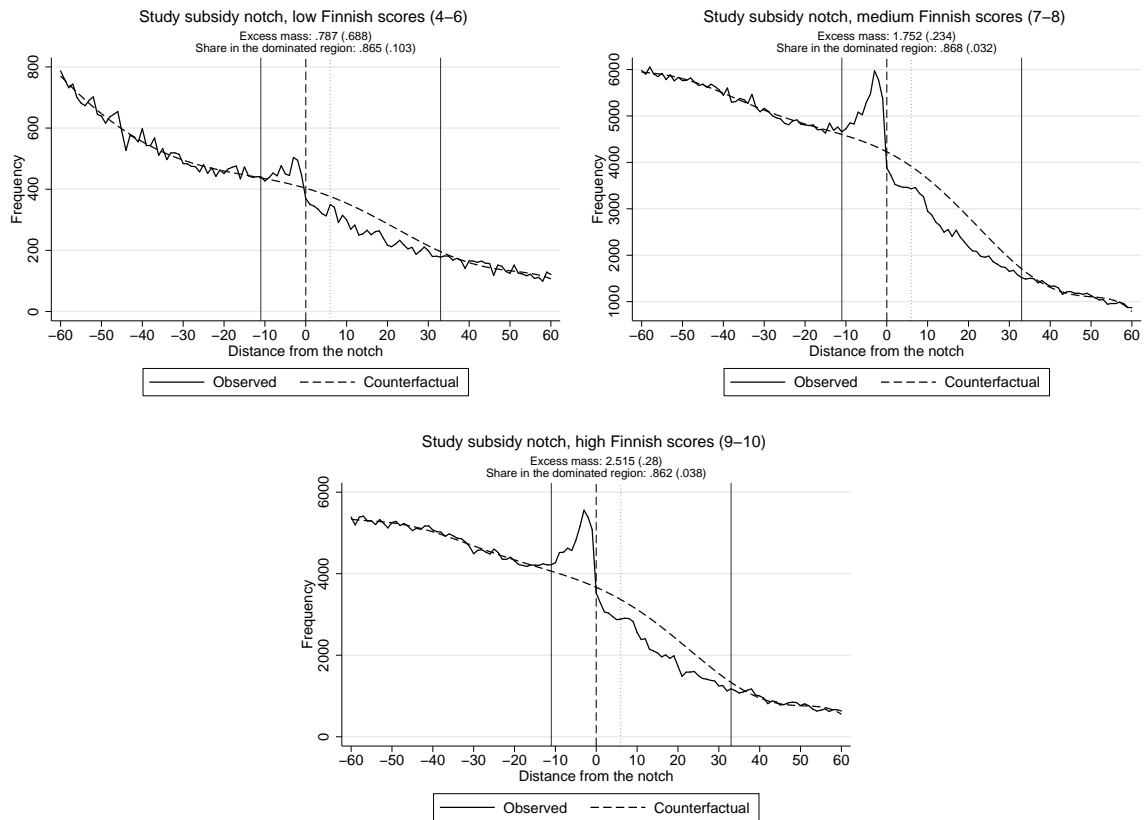 Study subsidy notch, low Finnish scores (4−6)
Excess mass: .787 (.688)
Share in the dominated region: .865 (.103)
Frequency
0
200
400
600
800
−60 −50 −40 −30 −20 −10 0 10 20 30 40 50 60
Distance from the notch
Observed Counterfactual
Study subsidy notch, medium Finnish scores (7−8)
Excess mass: 1.752 (.234)
Share in the dominated region: .868 (.032)
Frequency
1000
2000
3000
4000
5000
6000
−60 −50 −40 −30 −20 −10 0 10 20 30 40 50 60
Distance from the notch
Observed Counterfactual
Study subsidy notch, high Finnish scores (9−10)
Excess mass: 2.515 (.28)
Share in the dominated region: .862 (.038)
Frequency
0
2000
4000
6000
−60 −50 −40 −30 −20 −10 0 10 20 30 40 50 60
Distance from the notch
Observed Counterfactual